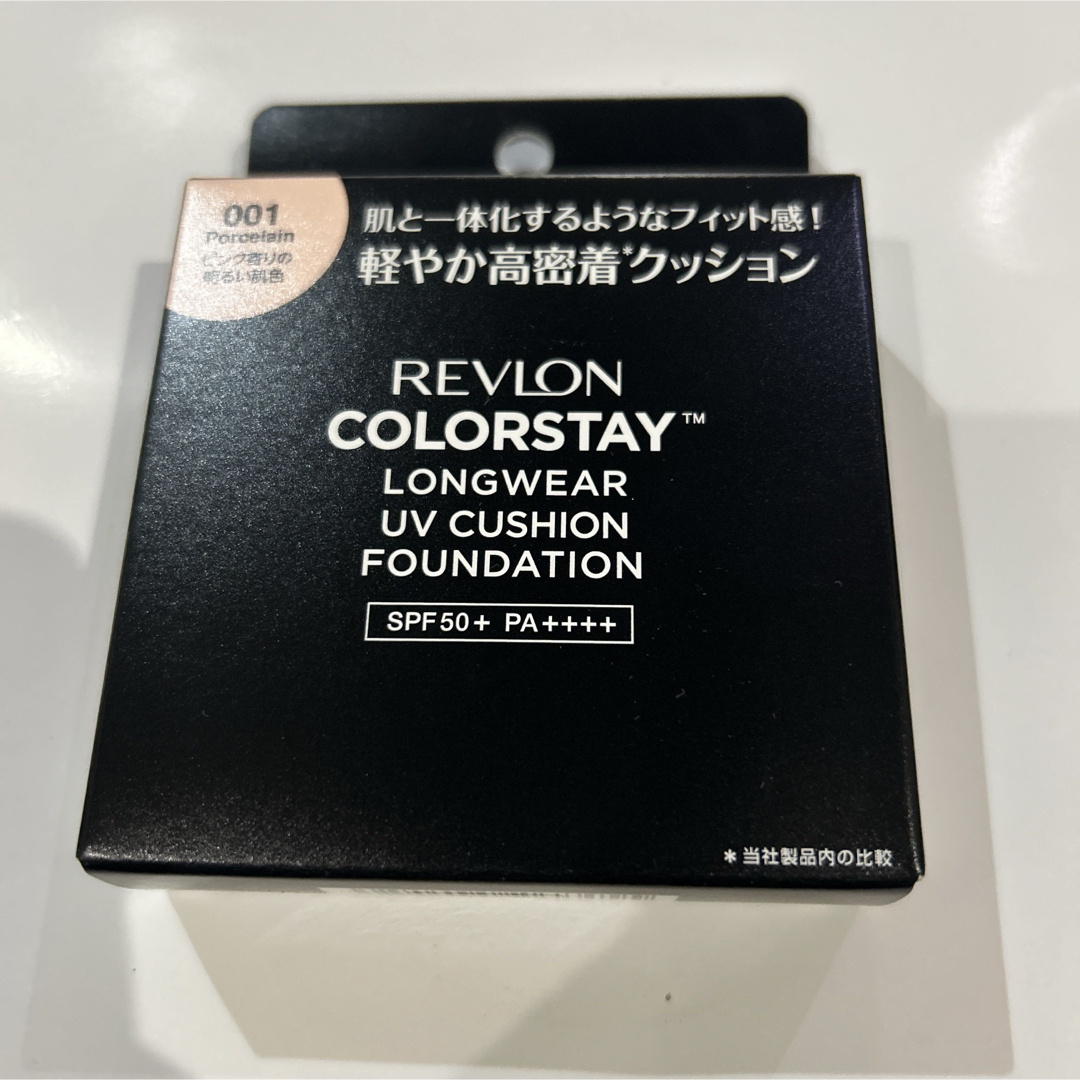 001
Porcelain
ピンク寄りの
明るい肌色
肌と一体化するようなフィット感！
軽やか高密着*クッション
REVLON
COLORSTAY™
LONGWEAR
UV CUSHION
FOUNDATION
SPF50+ PA++++
*当社製品内の比較